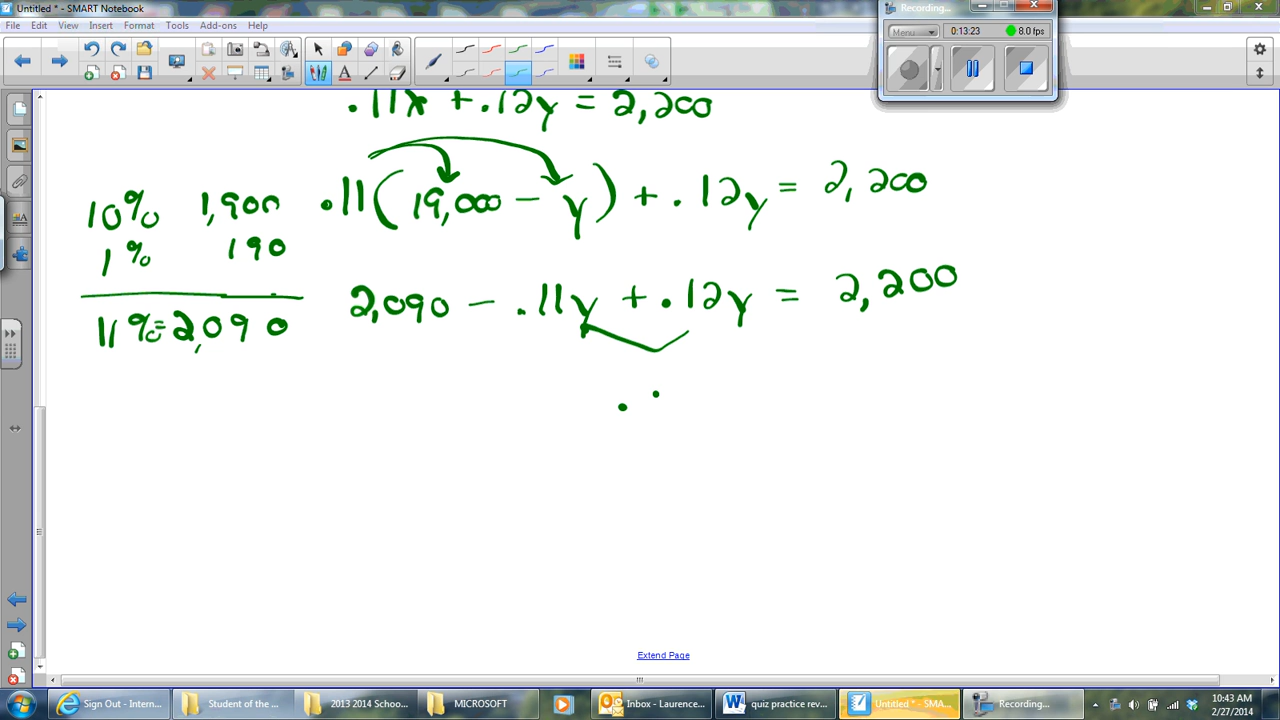 Untitled * - SMART Notebook
Recording...
File Edit View Insert Format Tools Add-ons Help
Menu 0:13:23 8.0 fps
.11x + .12y = 2,200
10% 1,900 .11(19,000 - y) + .12y = 2,200
1% 190
2,090 - .11y + .12y = 2,200
11%=2,090
. .
Extend Page
Sign Out - Intern... Student of the ... 2013 2014 Schoo... MICROSOFT Inbox - Laurence... quiz practice rev... Untitled * - SMA... Recording...
10:43 AM
2/27/2014